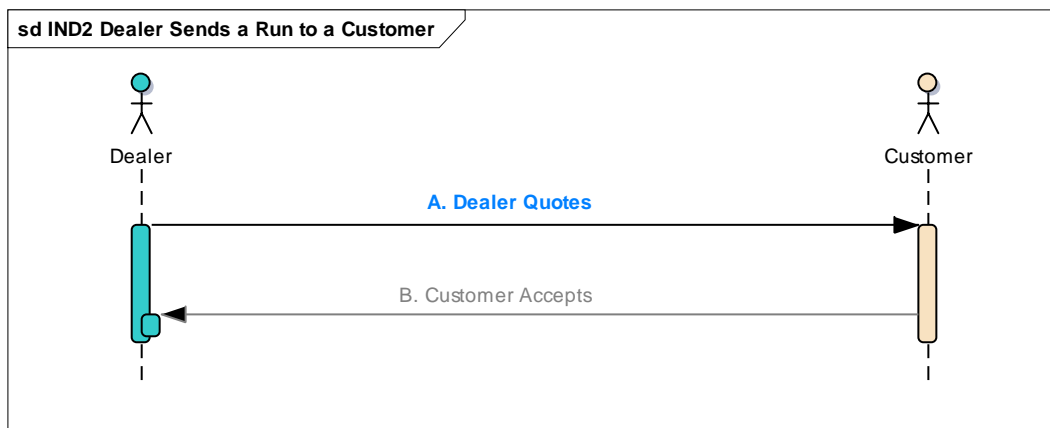 sd IND2 Dealer Sends a Run to a Customer
Dealer
Customer
A. Dealer Quotes
B. Customer Accepts